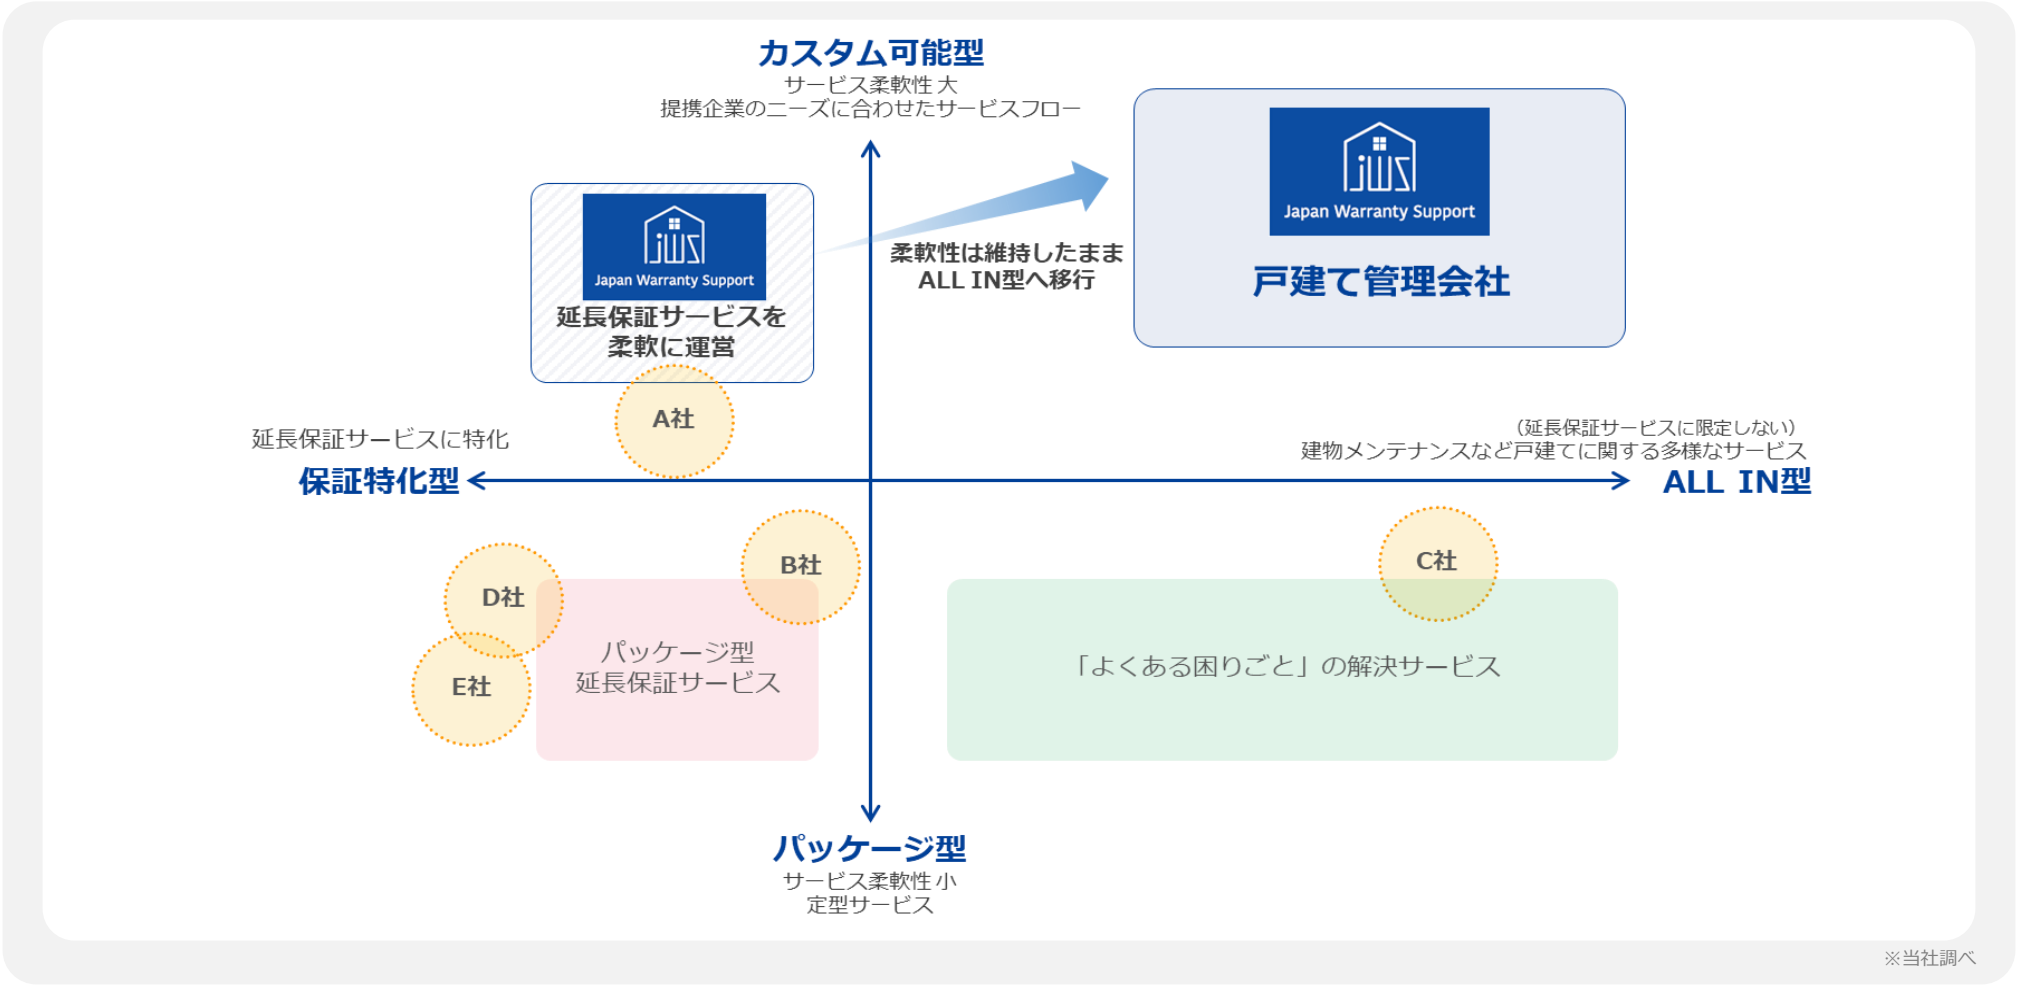 カスタム可能型
サービス柔軟性 大
提携企業のニーズに合わせたサービスフロー
jws
Japan Warranty Support
延長保証サービスを
柔軟に運営
柔軟性は維持したまま
ALL IN型へ移行
jws
Japan Warranty Support
戸建て管理会社
A社
延長保証サービスに特化
保証特化型
（延長保証サービスに限定しない）
建物メンテナンスなど戸建てに関する多様なサービス
ALL IN型
B社
C社
D社
E社
パッケージ型
延長保証サービス
「よくある困りごと」の解決サービス
パッケージ型
サービス柔軟性 小
定型サービス
※当社調べ